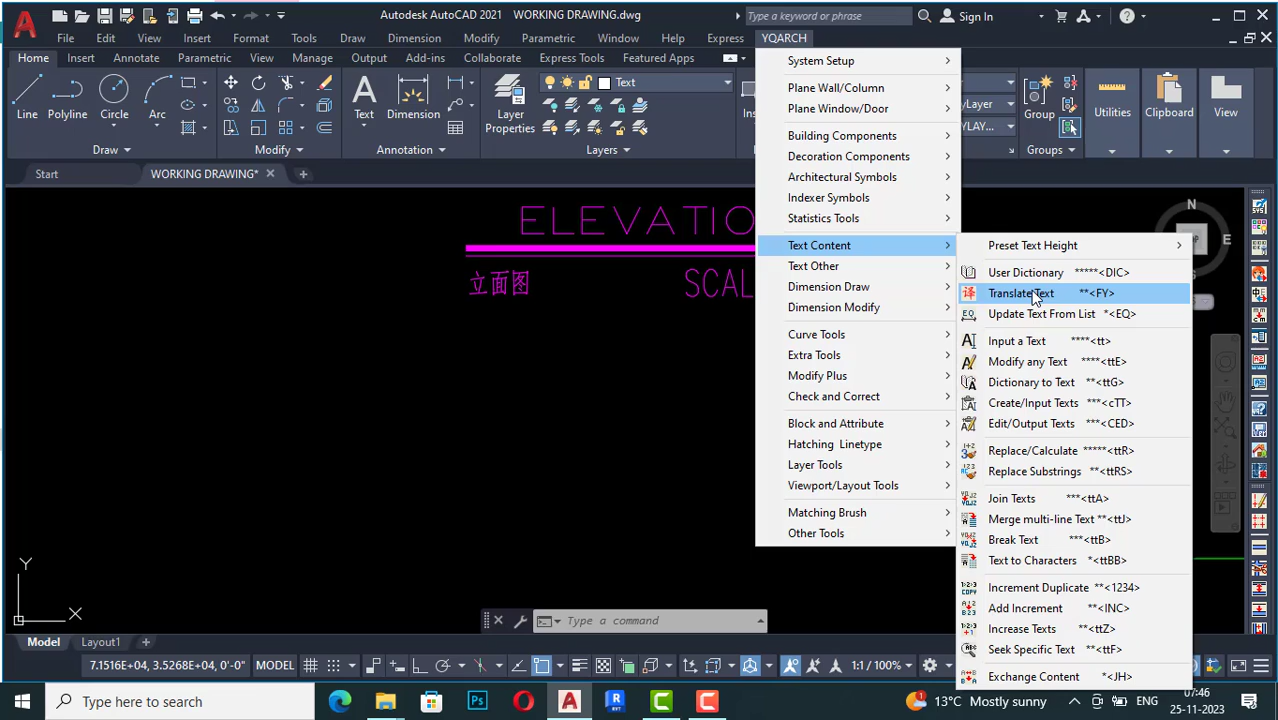 Autodesk AutoCAD 2021 WORKING DRAWING.dwg
Type a keyword or phrase
Sign In
File Edit View Insert Format Tools Draw Dimension Modify Parametric Window Help Express YQARCH
Home Insert Annotate Parametric View Manage Output Add-ins Collaborate Express Tools Featured Apps
Line Polyline Circle Arc
Draw
Modify
Text Dimension
Annotation
Layer Properties
Text
Layers
Group
Groups
Utilities
Clipboard
View
Start
WORKING DRAWING*
System Setup
Plane Wall/Column
Plane Window/Door
Building Components
Decoration Components
Architectural Symbols
Indexer Symbols
Statistics Tools
Text Content
Text Other
Dimension Draw
Dimension Modify
Curve Tools
Extra Tools
Modify Plus
Check and Correct
Block and Attribute
Hatching Linetype
Layer Tools
Viewport/Layout Tools
Matching Brush
Other Tools
Preset Text Height
User Dictionary *****<DIC>
译 Translate Text **<FY>
EQ Update Text From List *<EQ>
Input a Text ****<tt>
Modify any Text ****<ttE>
Dictionary to Text **<ttG>
Create/Input Texts ***<cTT>
Edit/Output Texts ***<CED>
Replace/Calculate *****<ttR>
Replace Substrings **<ttRS>
Join Texts ***<ttA>
Merge multi-line Text **<ttJ>
Break Text ***<ttB>
Text to Characters *<ttBB>
Increment Duplicate **<1234>
Add Increment **<INC>
Increase Texts **<ttZ>
Seek Specific Text **<ttF>
Exchange Content *<JH>
ELEVATIO
立面图 SCAL
N
E
Y
X
Type a command
Model Layout1
7.1516E+04, 3.5268E+04, 0'-0" MODEL
1:1 / 100%
Type here to search
13°C Mostly sunny
ENG
07:46
25-11-2023